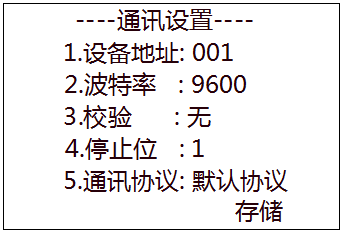 ----通讯设置----
1.设备地址: 001
2.波特率 : 9600
3.校验 : 无
4.停止位 : 1
5.通讯协议: 默认协议
存储